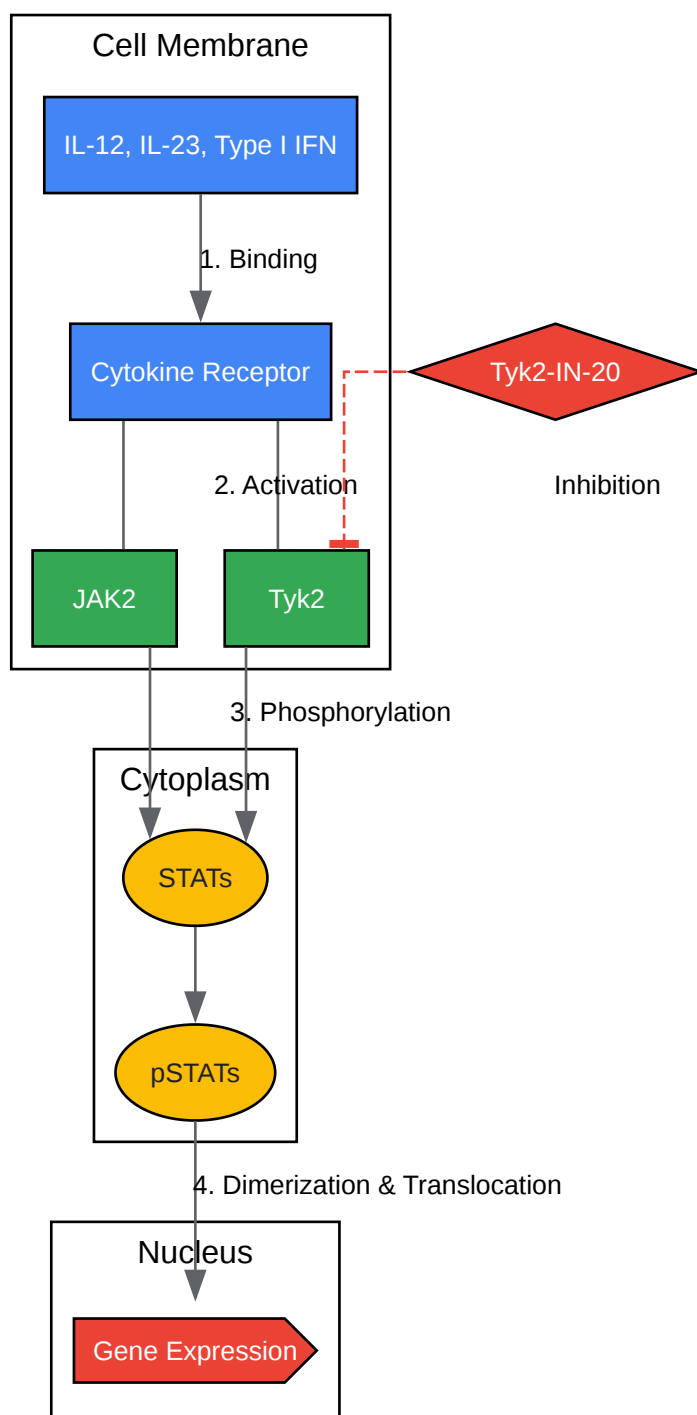 Cell Membrane
IL-12, IL-23, Type I IFN
1. Binding
Cytokine Receptor
Tyk2-IN-20
2. Activation
Inhibition
JAK2
Tyk2
3. Phosphorylation
Cytoplasm
STATs
pSTATs
4. Dimerization & Translocation
Nucleus
Gene Expression